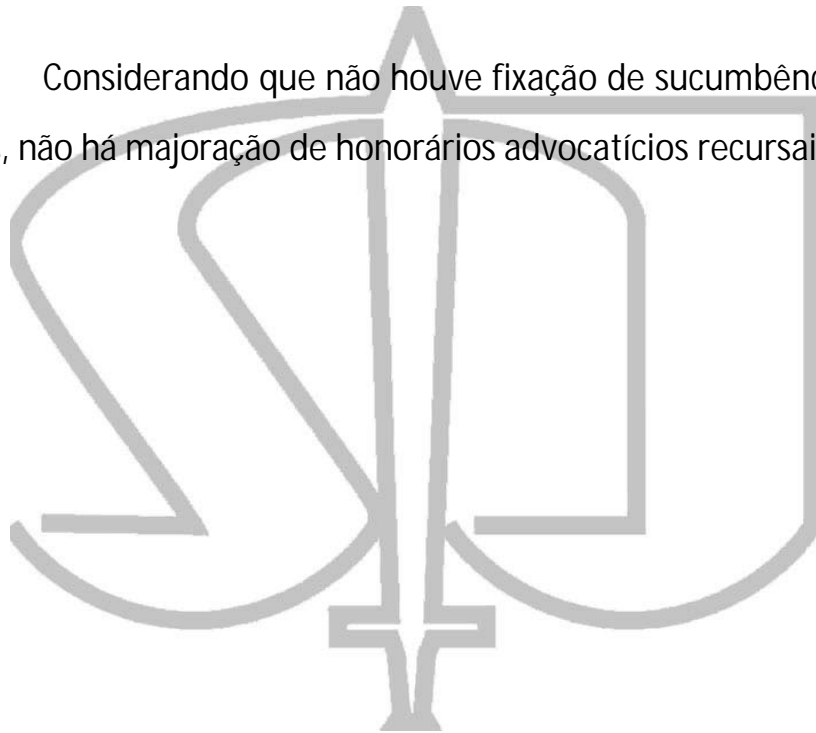 Considerando que não houve fixação de sucumbênc
, não há majoração de honorários advocatícios recursai